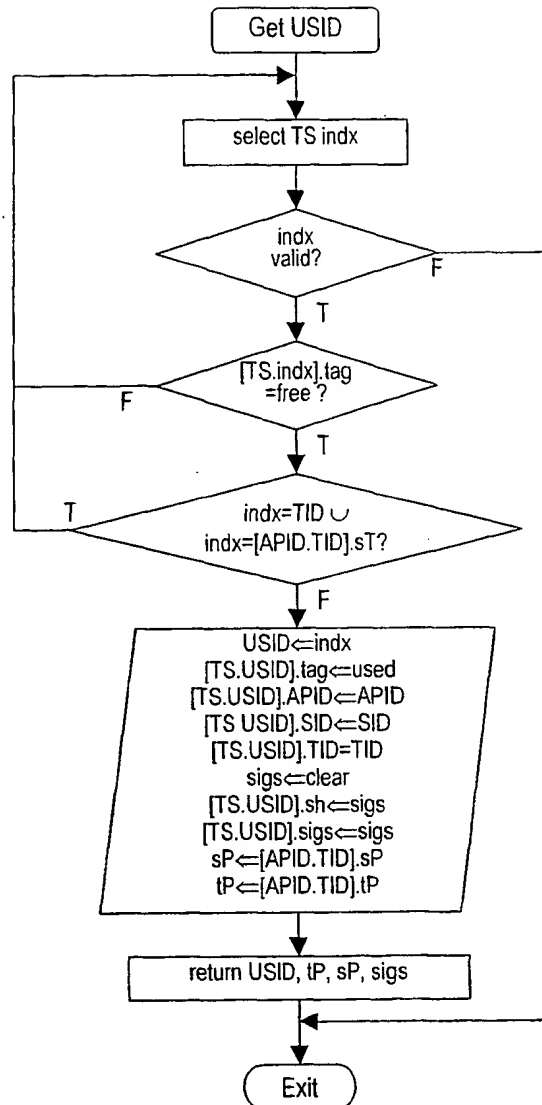 Get USID
select TS indx
indx
valid?
F
T
[TS.indx].tag
=free ?
F
T
T
indx=TID ∪
indx=[APID.TID].sT?
F
USID⇐indx
[TS.USID].tag⇐used
[TS.USID].APID⇐APID
[TS USID].SID⇐SID
[TS.USID].TID=TID
sigs⇐clear
[TS.USID].sh⇐sigs
[TS.USID].sigs⇐sigs
sP⇐[APID.TID].sP
tP⇐[APID.TID].tP
return USID, tP, sP, sigs
Exit